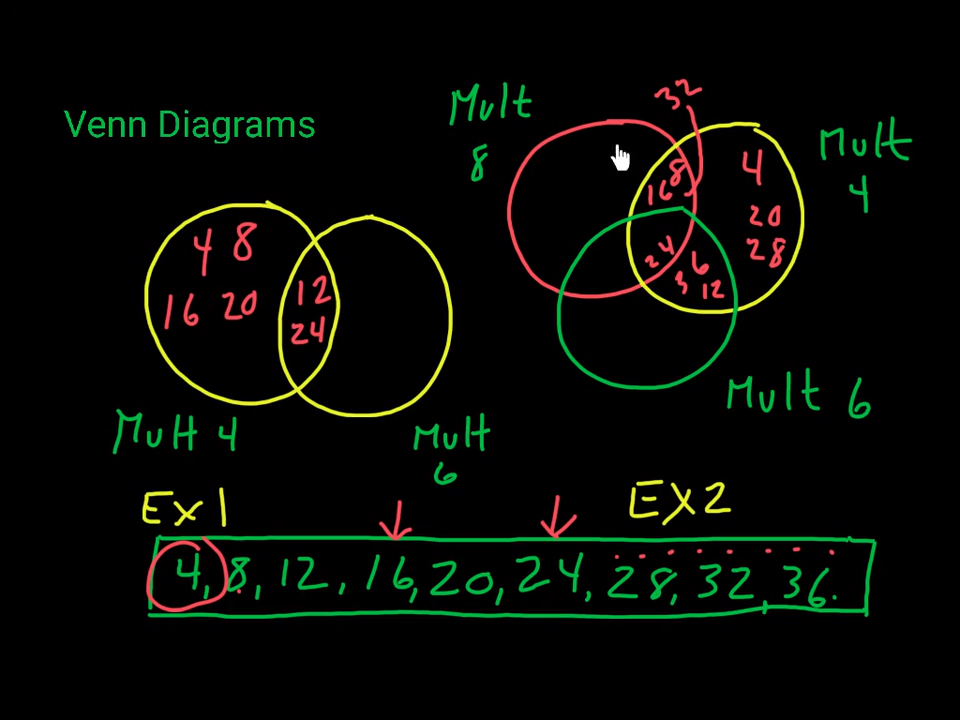 Venn Diagrams
Mult
8
32
Mult
4
8
16
4
20
28
24
36
12
Mult 6
4 8
16 20
12
24
Mult 4
Mult
6
Ex1
EX2
4, 8, 12, 16, 20, 24, 28, 32, 36.